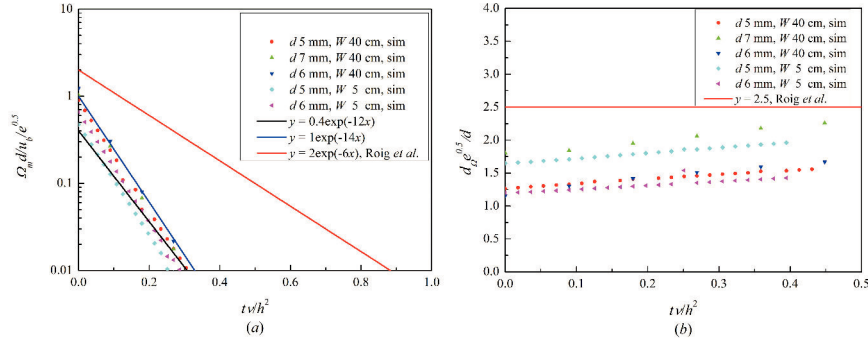 10
1
0.1
0.01
Ω_m d/u_b/e^0.5
d 5 mm, W 40 cm, sim
d 7 mm, W 40 cm, sim
d 6 mm, W 40 cm, sim
d 5 mm, W 5 cm, sim
d 6 mm, W 5 cm, sim
y = 0.4exp(-12x)
y = 1exp(-14x)
y = 2exp(-6x), Roig et al.
0.0 0.2 0.4 0.6 0.8 1.0
tν/h^2
(a)
4.0
3.5
3.0
2.5
2.0
1.5
1.0
0.5
0.0
d_Ω e^0.5/d
d 5 mm, W 40 cm, sim
d 7 mm, W 40 cm, sim
d 6 mm, W 40 cm, sim
d 5 mm, W 5 cm, sim
d 6 mm, W 5 cm, sim
y = 2.5, Roig et al.
0.0 0.1 0.2 0.3 0.4 0.5
tν/h^2
(b)